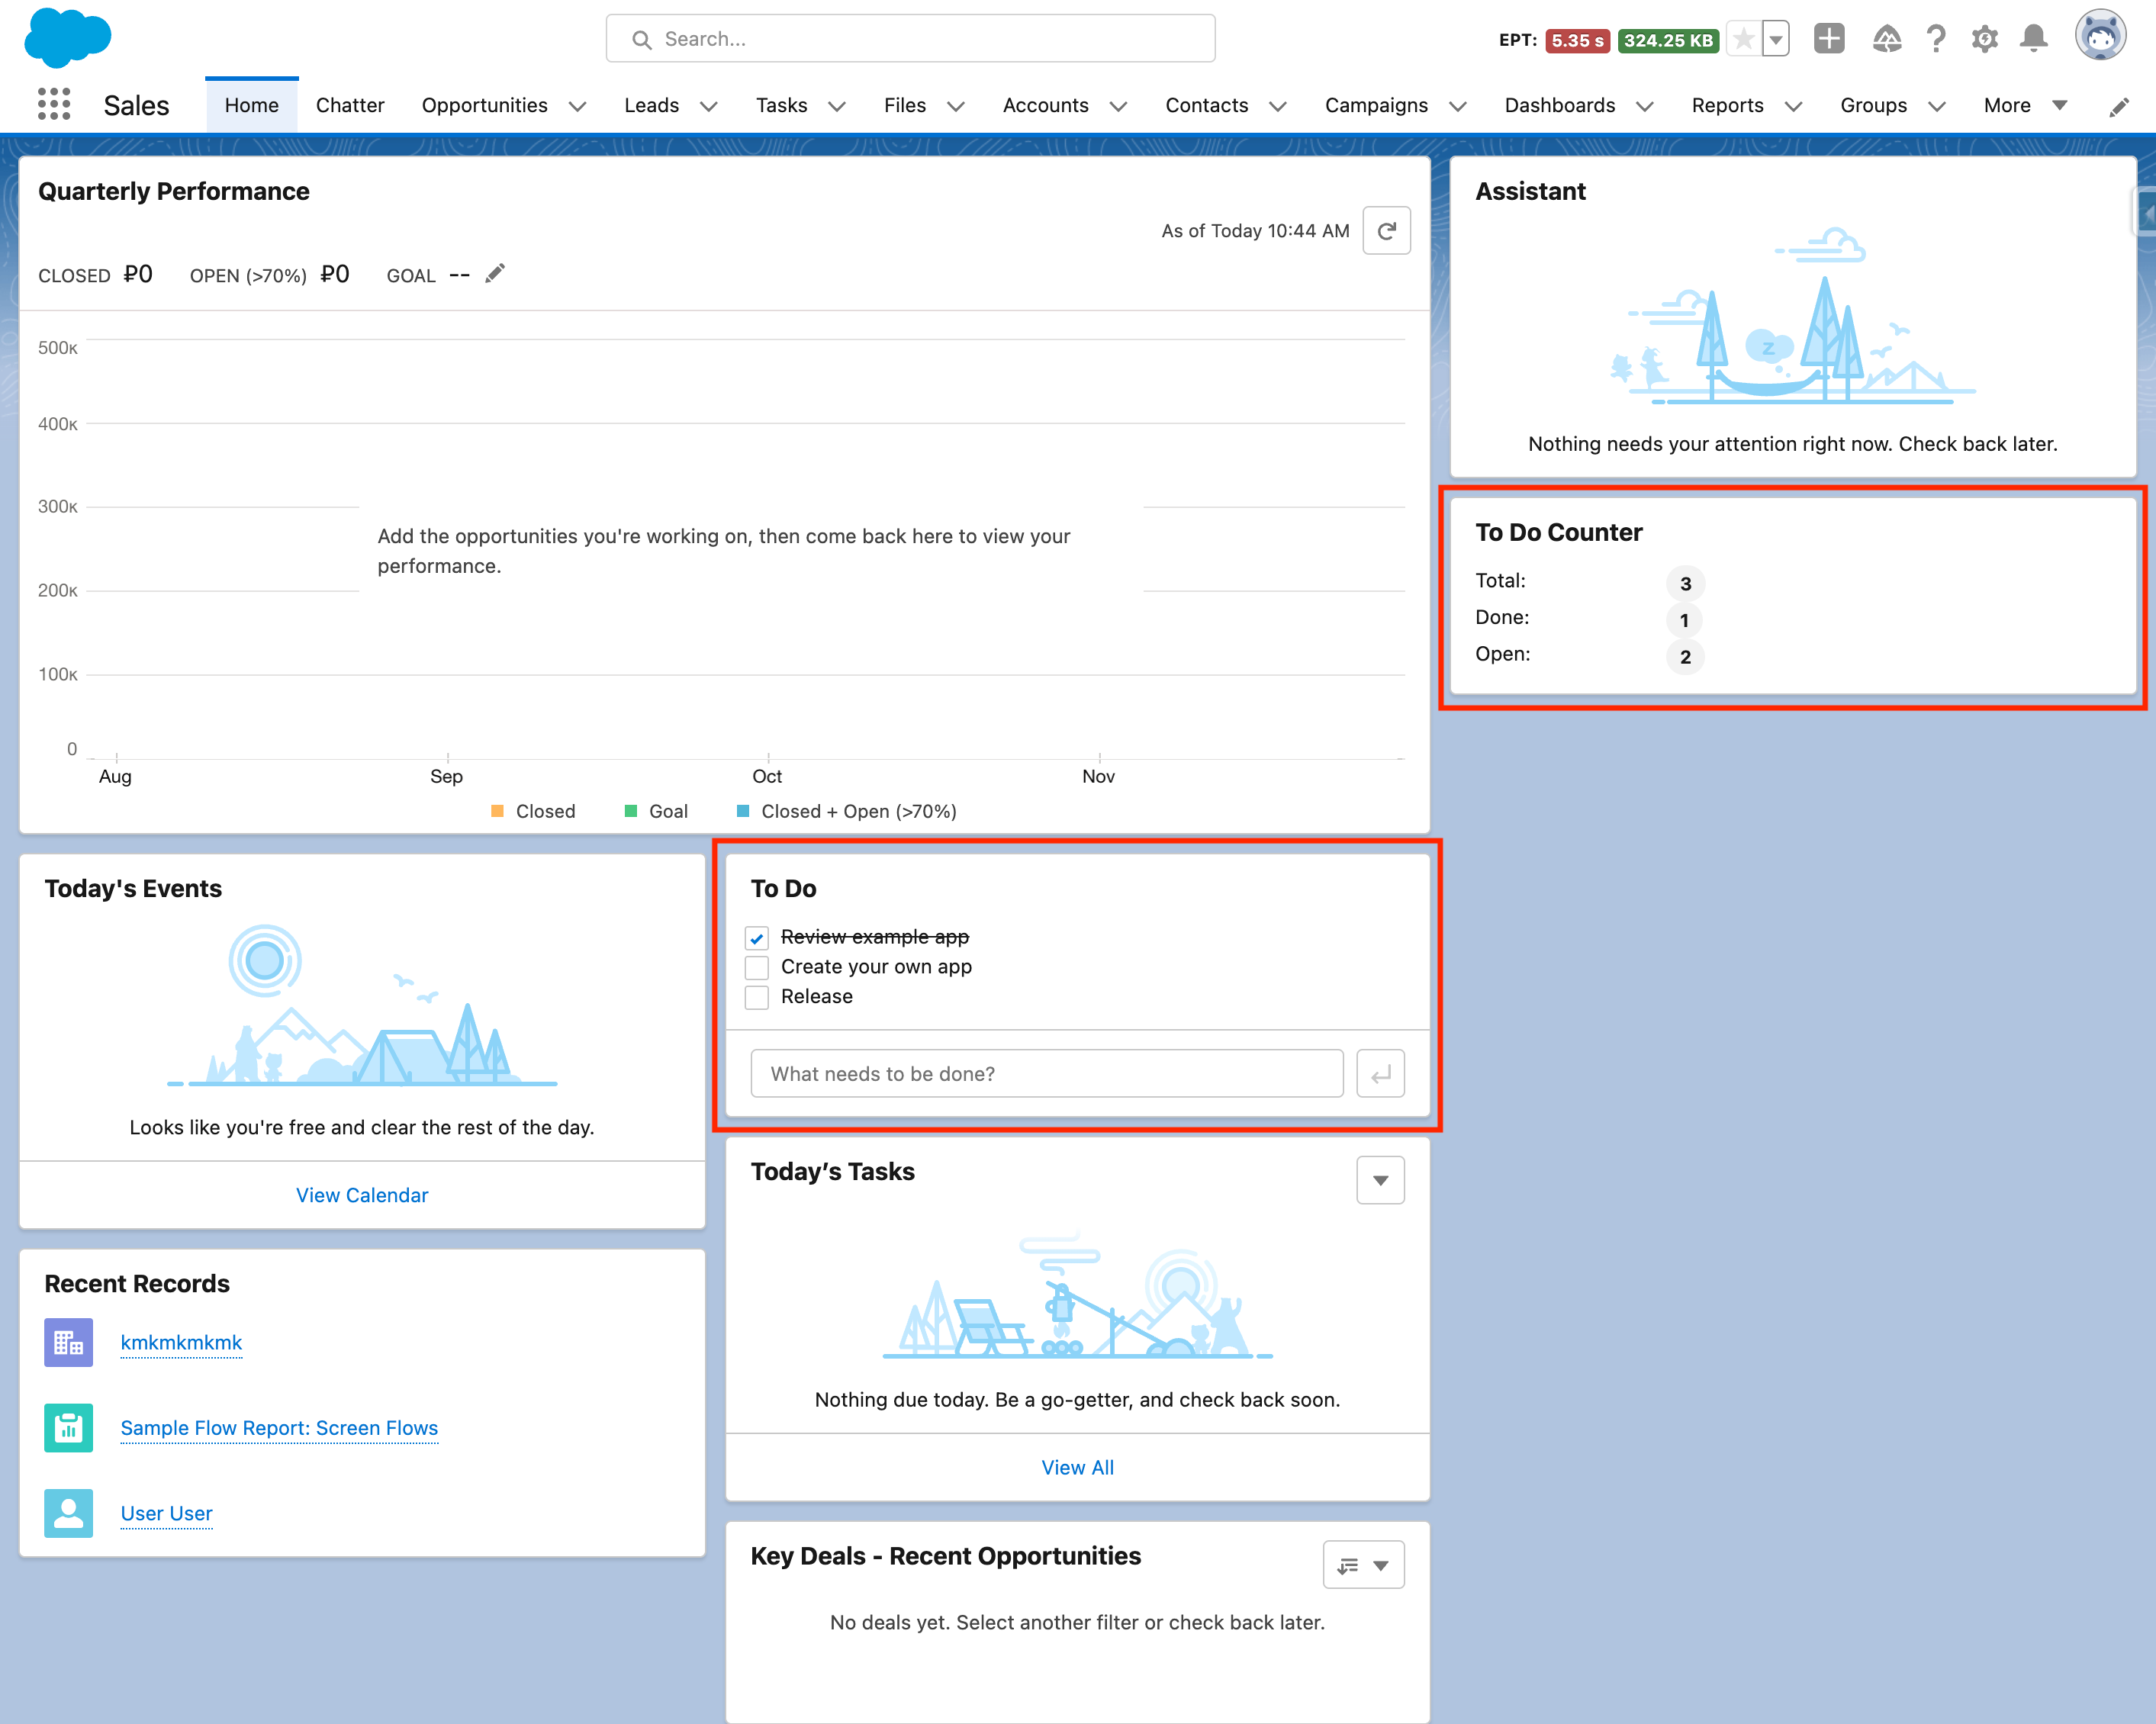 Search...
EPT: 5.35 s 324.25 KB
Sales Home Chatter Opportunities Leads Tasks Files Accounts Contacts Campaigns Dashboards Reports Groups More
Quarterly Performance
As of Today 10:44 AM
CLOSED ₽0 OPEN (>70%) ₽0 GOAL --
500K
400K
300K
Add the opportunities you're working on, then come back here to view your
performance.
200K
100K
0
Aug Sep Oct Nov
Closed Goal Closed + Open (>70%)
Assistant
z
Nothing needs your attention right now. Check back later.
To Do Counter
Total: 3
Done: 1
Open: 2
Today's Events
Looks like you're free and clear the rest of the day.
View Calendar
To Do
Review example app
Create your own app
Release
What needs to be done?
Today’s Tasks
Nothing due today. Be a go-getter, and check back soon.
View All
Recent Records
kmkmkmkmk
Sample Flow Report: Screen Flows
User User
Key Deals - Recent Opportunities
No deals yet. Select another filter or check back later.